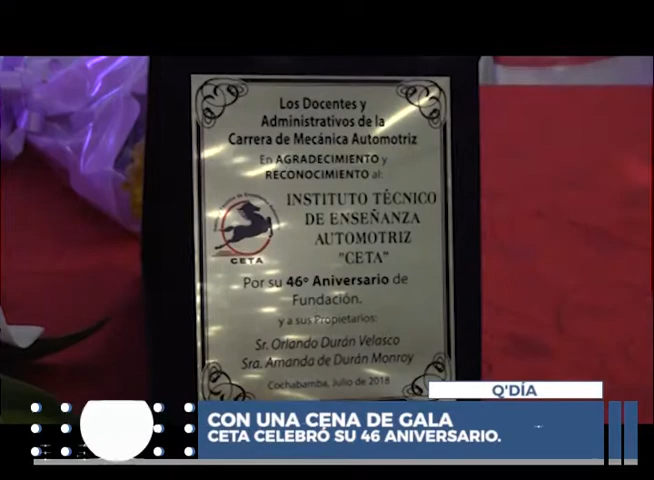 Los Docentes y
Administrativos de la
Carrera de Mecánica Automotriz
En AGRADECIMIENTO y
RECONOCIMIENTO al:
INSTITUTO TÉCNICO
DE ENSEÑANZA
AUTOMOTRIZ
"CETA"
CETA
Por su 46º Aniversario de
Fundación.
y a sus Propietarios:
Sr. Orlando Durán Velasco
Sra. Amanda de Durán Monroy
Cochabamba, Julio de 2018
Q'DÍA
CON UNA CENA DE GALA
CETA CELEBRÓ SU 46 ANIVERSARIO.